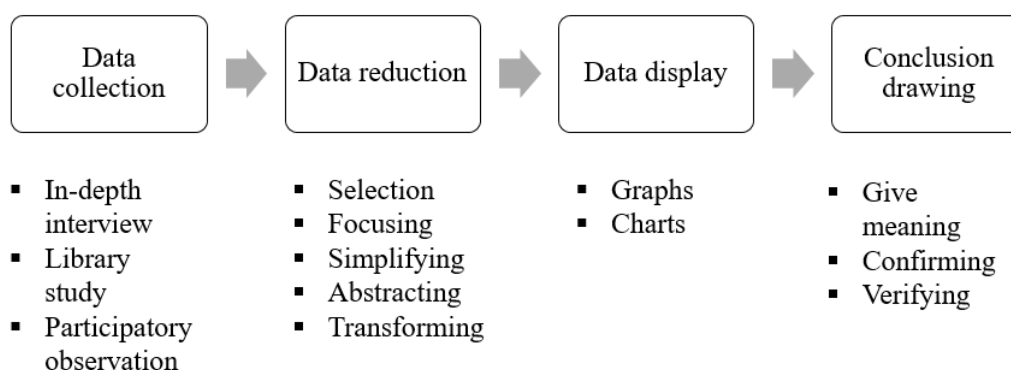 Data
collection
Data reduction
Data display
Conclusion
drawing
▪ In-depth
interview
▪ Library
study
▪ Participatory
observation
▪ Selection
▪ Focusing
▪ Simplifying
▪ Abstracting
▪ Transforming
▪ Graphs
▪ Charts
▪ Give
meaning
▪ Confirming
▪ Verifying